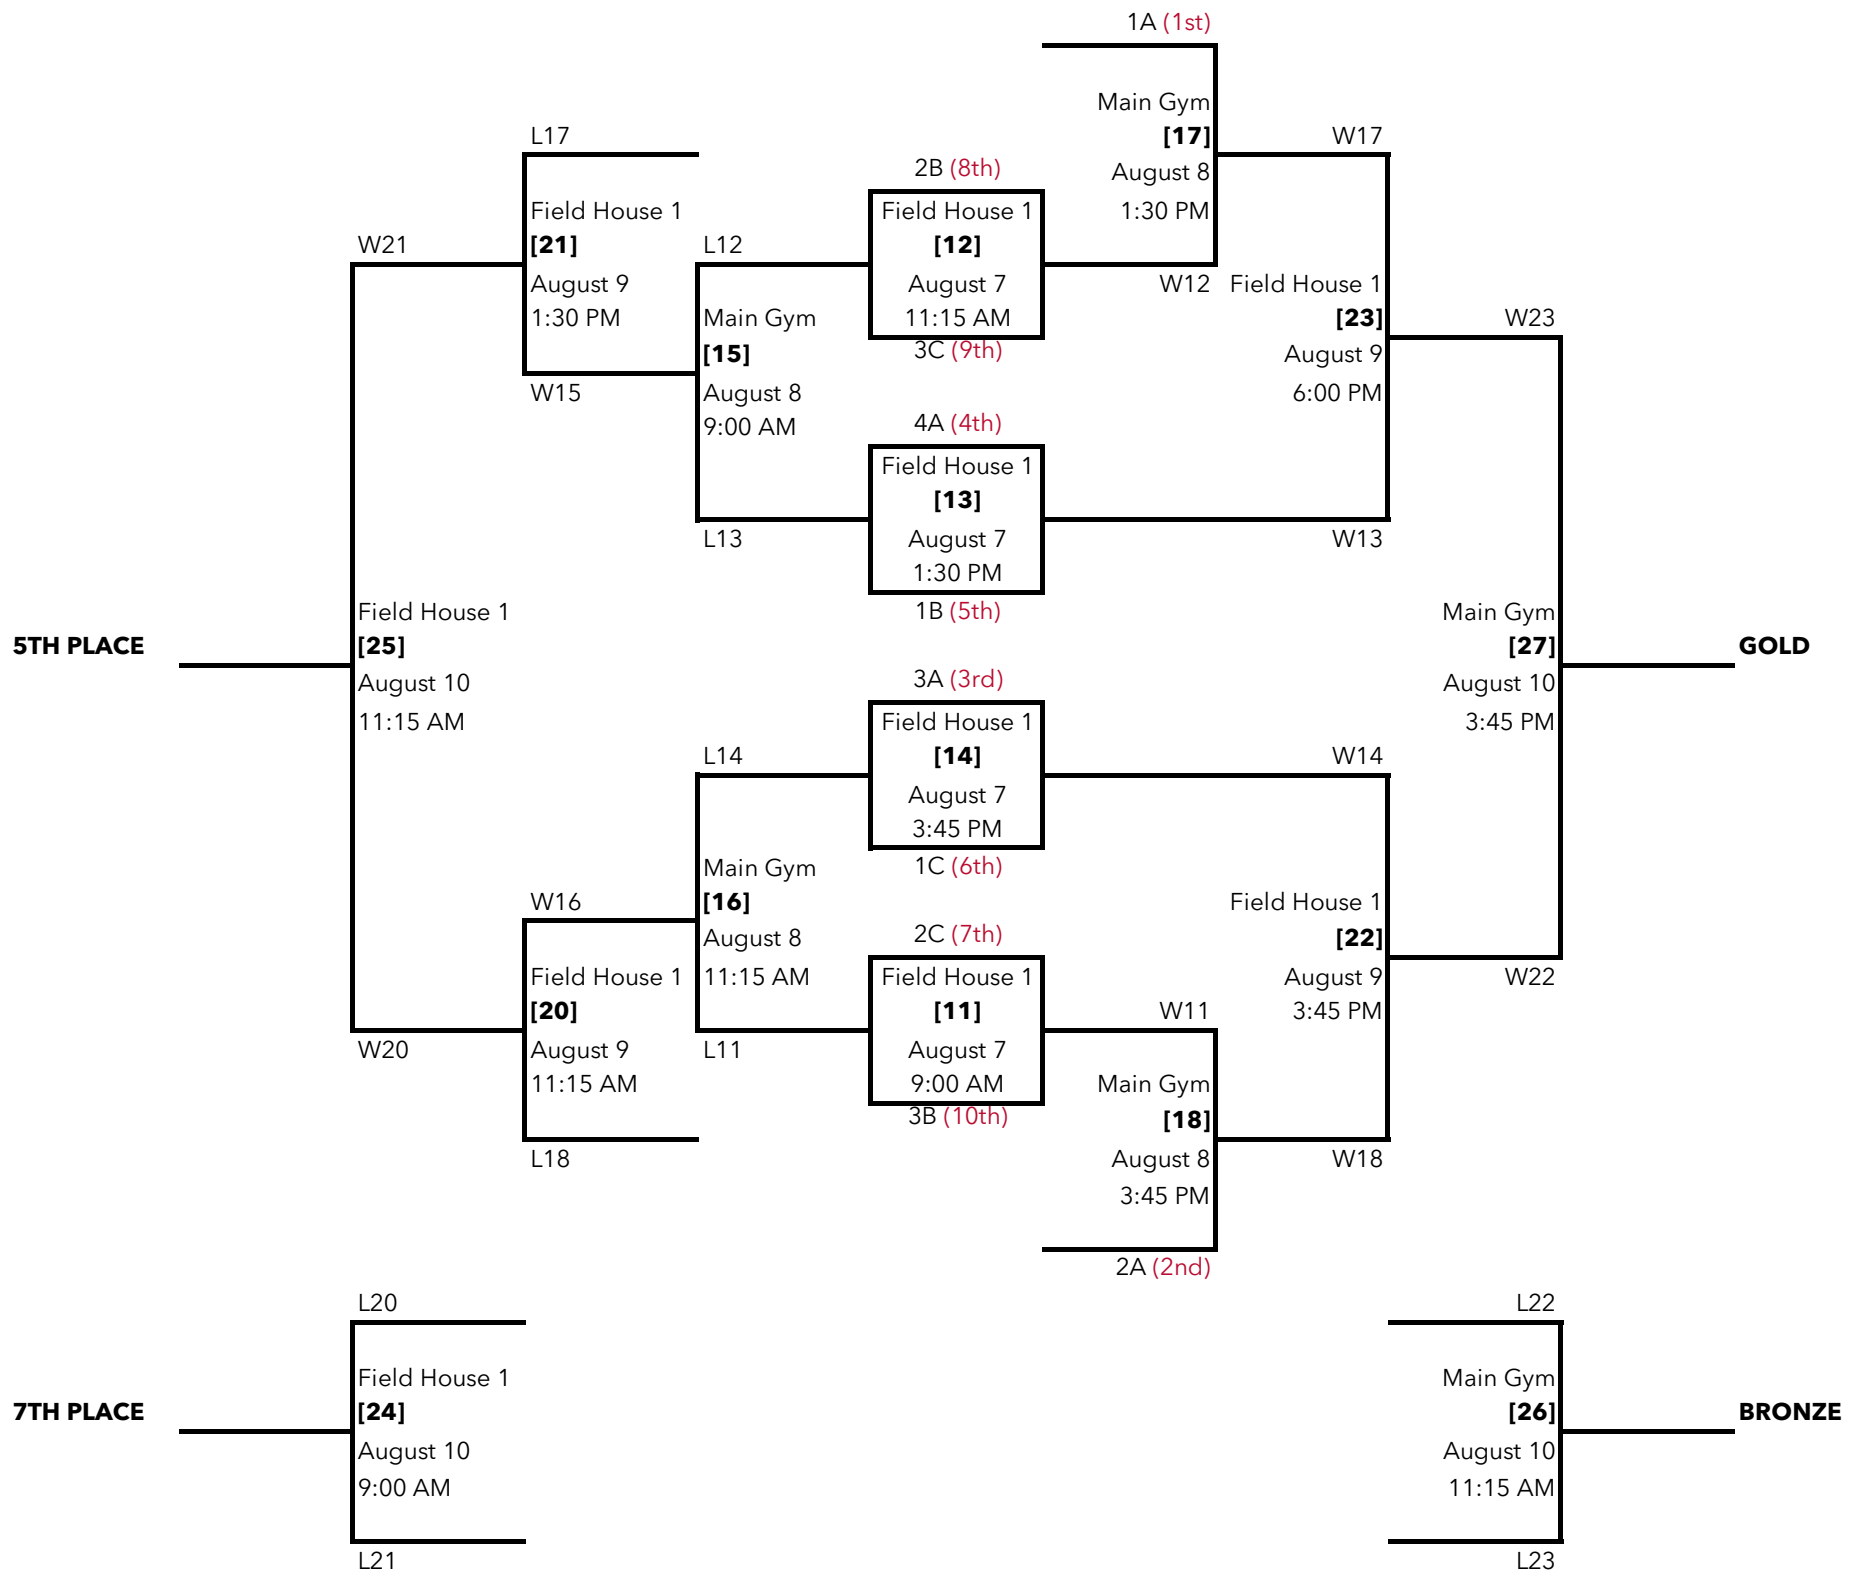 1A (1st)
Main Gym
[17]
August 8
1:30 PM
W12
W17
L17
Field House 1
[21]
August 9
1:30 PM
W15
W21
2B (8th)
Field House 1
[12]
August 7
11:15 AM
3C (9th)
L12
Main Gym
[15]
August 8
9:00 AM
L13
Field House 1
[23]
August 9
6:00 PM
W13
W23
4A (4th)
Field House 1
[13]
August 7
1:30 PM
1B (5th)
5TH PLACE
Field House 1
[25]
August 10
11:15 AM
Main Gym
[27]
August 10
3:45 PM
GOLD
3A (3rd)
Field House 1
[14]
August 7
3:45 PM
1C (6th)
L14
Main Gym
[16]
August 8
11:15 AM
L11
W14
Field House 1
[22]
August 9
3:45 PM
W18
W22
W16
Field House 1
[20]
August 9
11:15 AM
L18
W20
2C (7th)
Field House 1
[11]
August 7
9:00 AM
3B (10th)
W11
Main Gym
[18]
August 8
3:45 PM
2A (2nd)
L20
Field House 1
[24]
August 10
9:00 AM
L21
7TH PLACE
L22
Main Gym
[26]
August 10
11:15 AM
L23
BRONZE